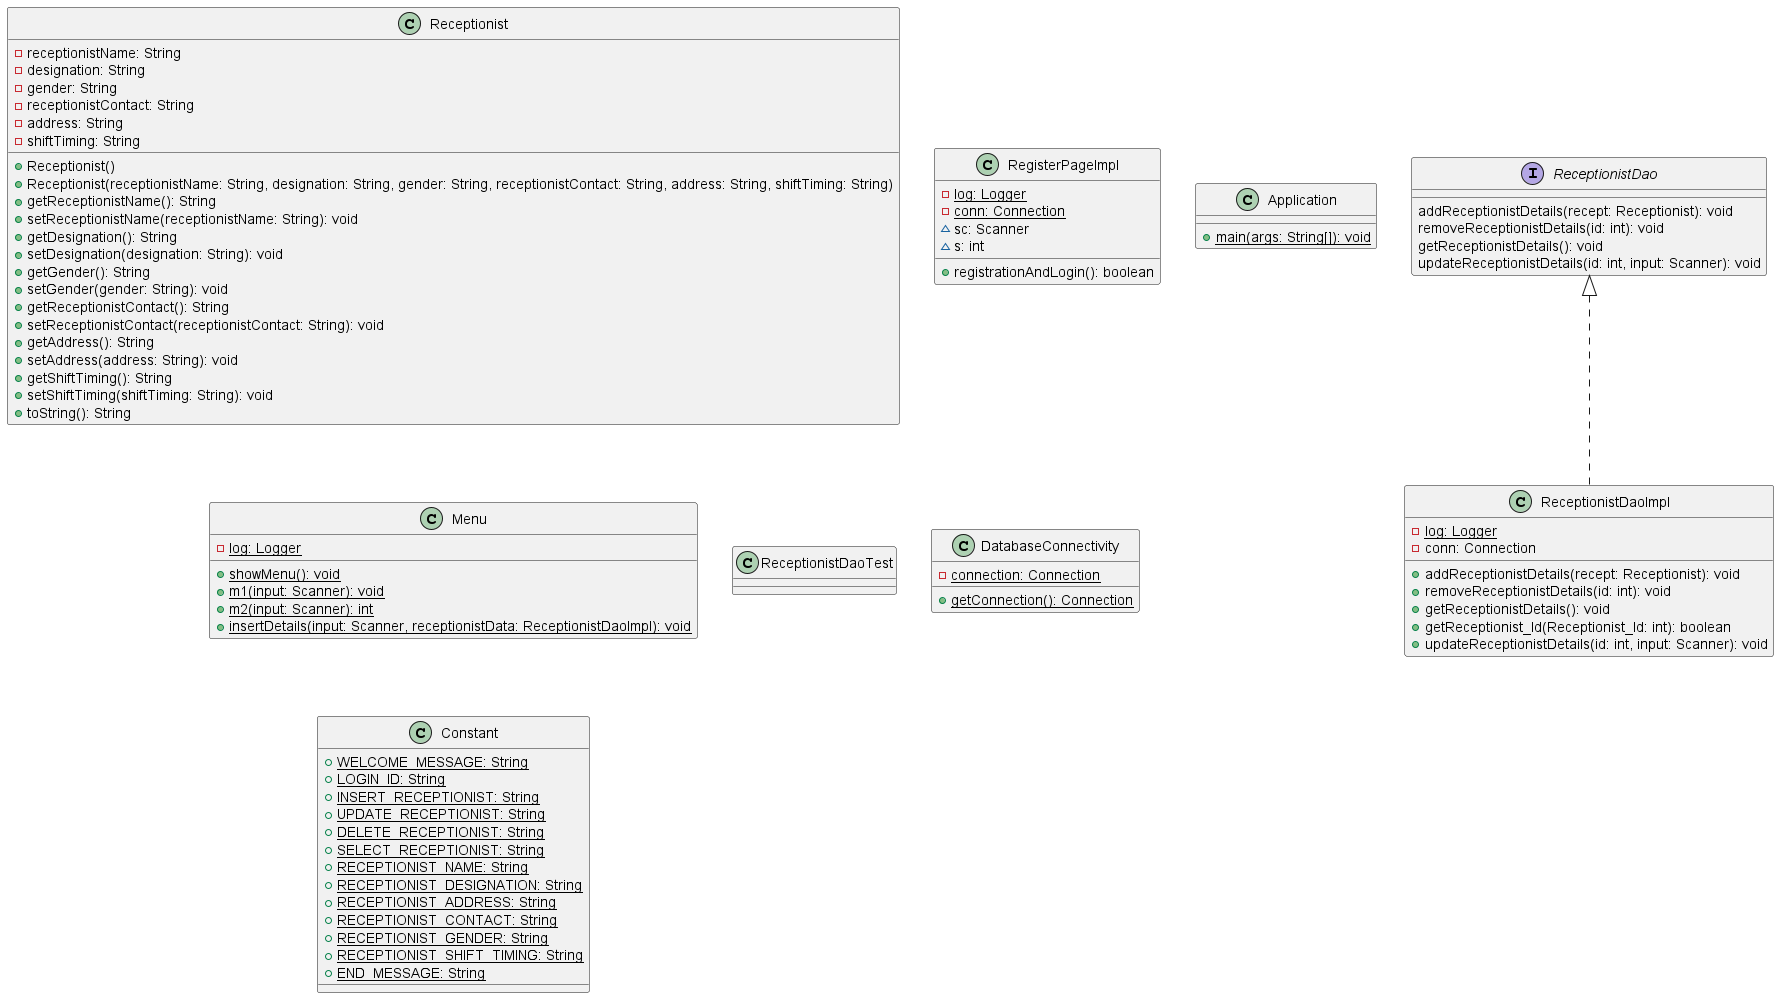 C Receptionist
receptionistName: String
designation: String
gender: String
receptionistContact: String
address: String
shiftTiming: String
Receptionist()
Receptionist(receptionistName: String, designation: String, gender: String, receptionistContact: String, address: String, shiftTiming: String)
getReceptionistName(): String
setReceptionistName(receptionistName: String): void
getDesignation(): String
setDesignation(designation: String): void
getGender(): String
setGender(gender: String): void
getReceptionistContact(): String
setReceptionistContact(receptionistContact: String): void
getAddress(): String
setAddress(address: String): void
getShiftTiming(): String
setShiftTiming(shiftTiming: String): void
toString(): String
C RegisterPageImpl
log: Logger
conn: Connection
sc: Scanner
s: int
registrationAndLogin(): boolean
C Application
main(args: String[]): void
I ReceptionistDao
addReceptionistDetails(recept: Receptionist): void
removeReceptionistDetails(id: int): void
getReceptionistDetails(): void
updateReceptionistDetails(id: int, input: Scanner): void
C Menu
log: Logger
showMenu(): void
m1(input: Scanner): void
m2(input: Scanner): int
insertDetails(input: Scanner, receptionistData: ReceptionistDaoImpl): void
C ReceptionistDaoTest
C DatabaseConnectivity
connection: Connection
getConnection(): Connection
C ReceptionistDaoImpl
log: Logger
conn: Connection
addReceptionistDetails(recept: Receptionist): void
removeReceptionistDetails(id: int): void
getReceptionistDetails(): void
getReceptionist_Id(Receptionist_Id: int): boolean
updateReceptionistDetails(id: int, input: Scanner): void
C Constant
WELCOME_MESSAGE: String
LOGIN_ID: String
INSERT_RECEPTIONIST: String
UPDATE_RECEPTIONIST: String
DELETE_RECEPTIONIST: String
SELECT_RECEPTIONIST: String
RECEPTIONIST_NAME: String
RECEPTIONIST_DESIGNATION: String
RECEPTIONIST_ADDRESS: String
RECEPTIONIST_CONTACT: String
RECEPTIONIST_GENDER: String
RECEPTIONIST_SHIFT_TIMING: String
END_MESSAGE: String